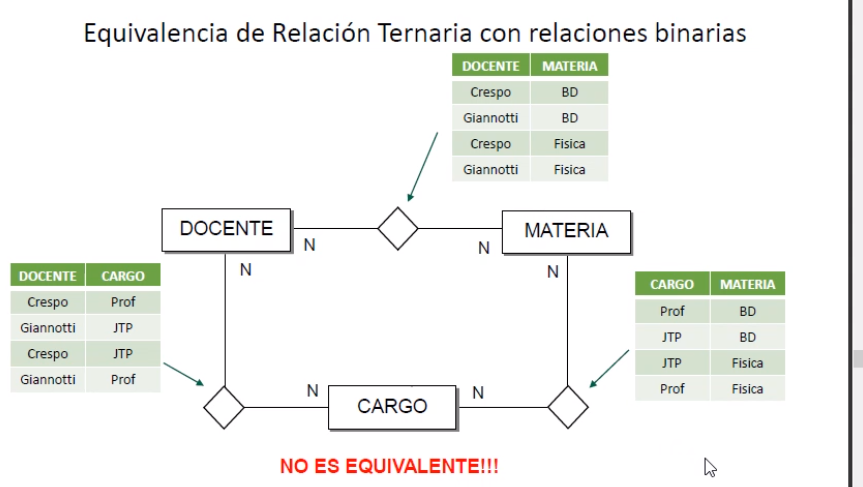 Equivalencia de Relación Ternaria con relaciones binarias
DOCENTE MATERIA
Crespo BD
Giannotti BD
Crespo Fisica
Giannotti Fisica
DOCENTE
N
N
MATERIA
N
N
DOCENTE CARGO
Crespo Prof
Giannotti JTP
Crespo JTP
Giannotti Prof
CARGO MATERIA
Prof BD
JTP BD
JTP Fisica
Prof Fisica
N
CARGO
N
NO ES EQUIVALENTE!!!